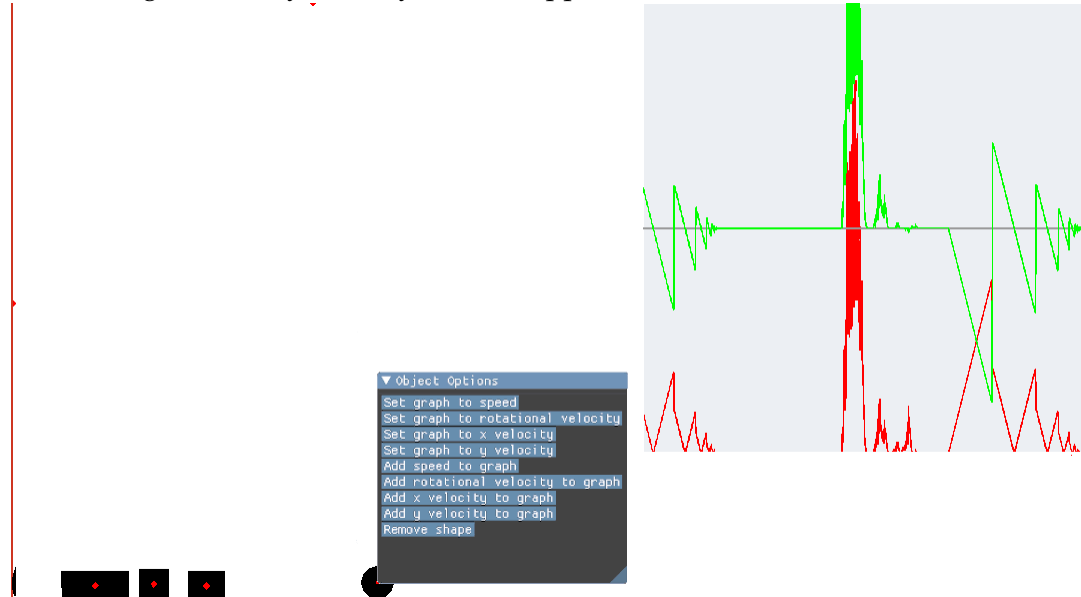 Object Options
Set graph to speed
Set graph to rotational velocity
Set graph to x velocity
Set graph to y velocity
Add speed to graph
Add rotational velocity to graph
Add x velocity to graph
Add y velocity to graph
Remove shape